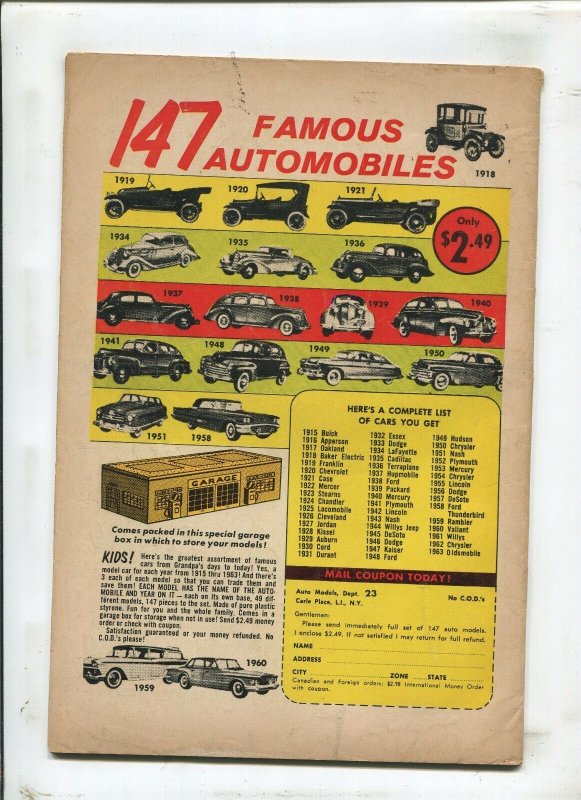 147 FAMOUS
AUTOMOBILES
1918
1919
1920
1921
Only
$2.49
1934
1935
1936
1937
1938
1939
1940
1941
1948
1949
1950
1951
1958
HERE'S A COMPLETE LIST
OF CARS YOU GET
1915 Buick
1916 Apperson
1917 Oakland
1918 Baker Electric
1919 Franklin
1920 Chevrolet
1921 Case
1922 Mercer
1923 Stearns
1924 Chandler
1925 Locomobile
1926 Cleveland
1927 Jordan
1928 Kissel
1929 Auburn
1930 Cord
1931 Durant
1932 Essex
1933 Dodge
1934 LaFayette
1935 Cadillac
1936 Terraplane
1937 Hupmobile
1938 Ford
1939 Packard
1940 Mercury
1941 Plymouth
1942 Lincoln
1943 Nash
1944 Willys Jeep
1945 DeSoto
1946 Dodge
1947 Kaiser
1948 Ford
1949 Hudson
1950 Chrysler
1951 Nash
1952 Plymouth
1953 Mercury
1954 Chrysler
1955 Lincoln
1956 Dodge
1957 DeSoto
1958 Ford
Thunderbird
1959 Rambler
1960 Valiant
1961 Willys
1962 Chrysler
1963 Oldsmobile
GARAGE
Comes packed in this special garage
box in which to store your models!
KIDS! Here's the greatest assortment of famous
cars from Grandpa's days to today! Yes, a
model car for each year from 1915 thru 1963! And there's
3 each of each model so that you can trade them and
save them! EACH MODEL HAS THE NAME OF THE AUTO-
MOBILE AND YEAR ON IT – each on its own base, 49 dif-
ferent models, 147 pieces to the set. Made of pure plastic
styrene. Fun for you and the whole family. Comes in a
garage box for storage when not in use! Send $2.49 money
order or check with coupon.
Satisfaction guaranteed or your money refunded. No
C.O.D.'s please!
1959
1960
MAIL COUPON TODAY!
Auto Models, Dept. 23 No C.O.D.'s
Carle Place, L.I., N.Y.
Gentlemen:
Please send immediately full set of 147 auto models.
I enclose $2.49. If not satisfied I may return for full refund.
NAME
ADDRESS
CITY ZONE STATE
Canadian and Foreign orders: $2.98 International Money Order
with coupon.